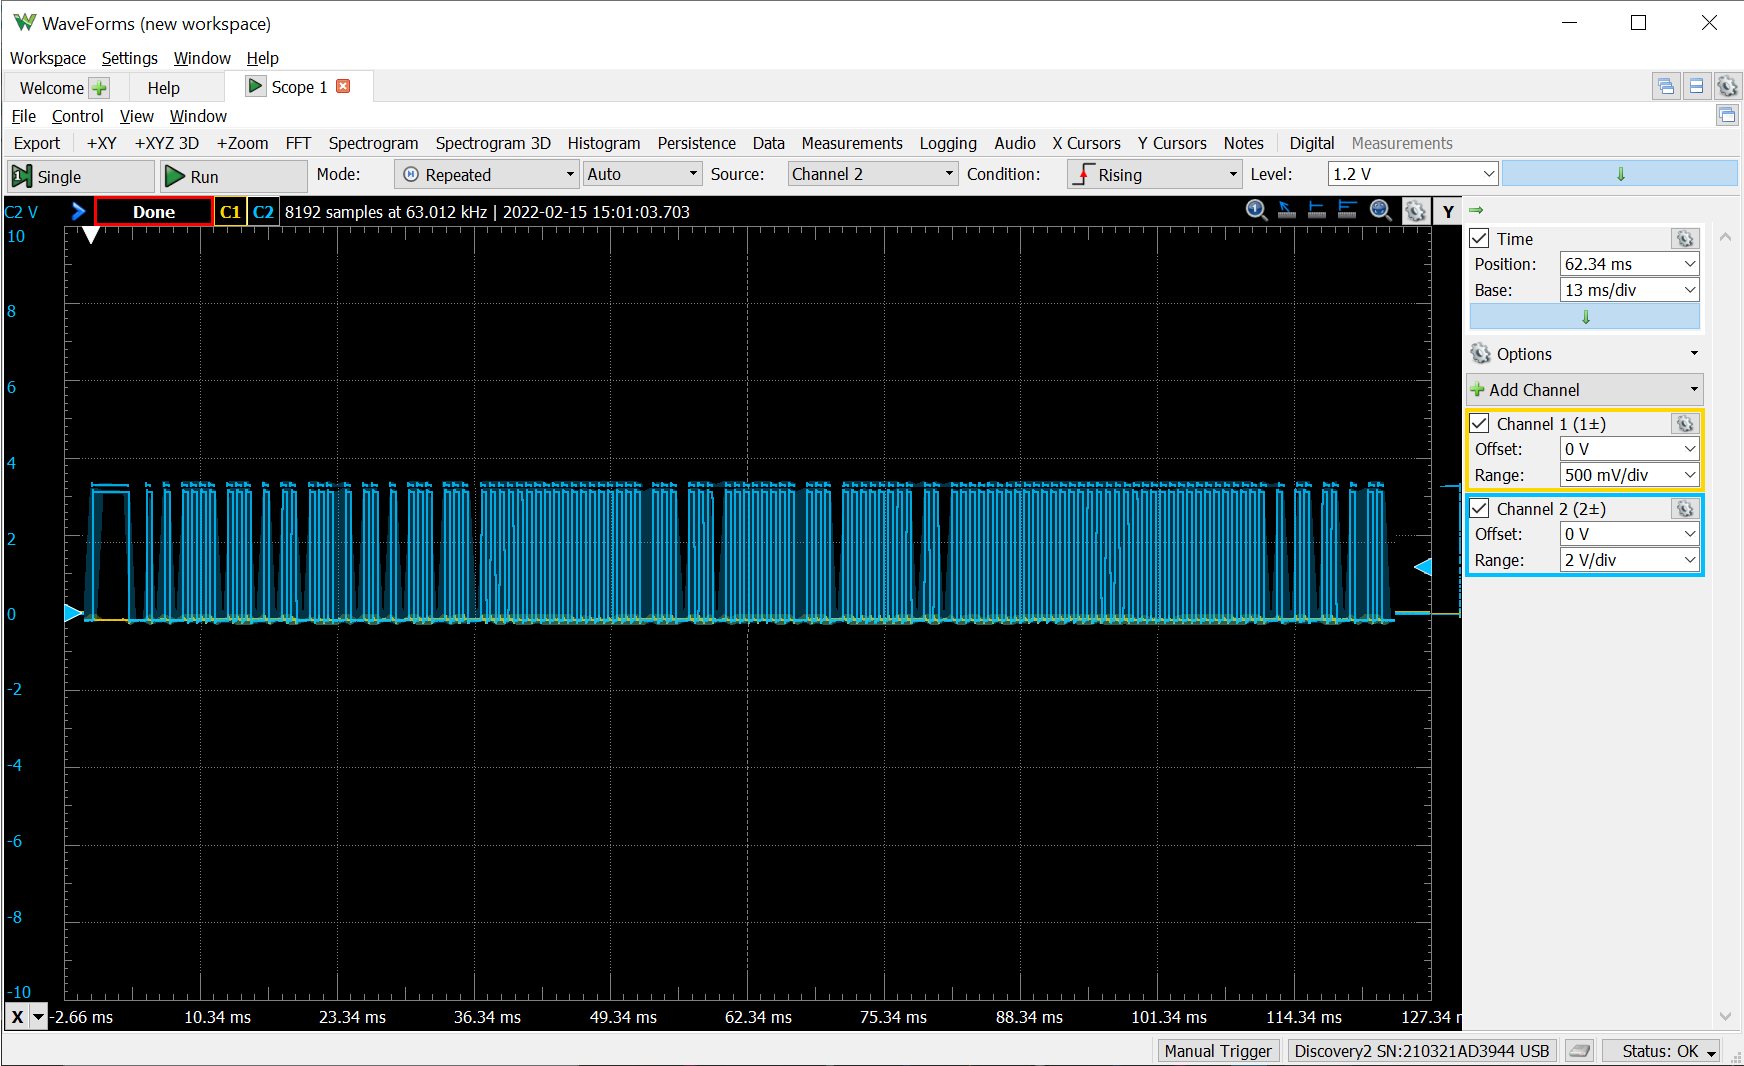 WaveForms (new workspace)
Workspace Settings Window Help
Welcome Help Scope 1
File Control View Window
Export +XY +XYZ 3D +Zoom FFT Spectrogram Spectrogram 3D Histogram Persistence Data Measurements Logging Audio X Cursors Y Cursors Notes Digital Measurements
Single Run Mode: Repeated Auto Source: Channel 2 Condition: Rising Level: 1.2 V
C2 V Done C1 C2 8192 samples at 63.012 kHz | 2022-02-15 15:01:03.703 Y
10
8
6
4
2
0
-2
-4
-6
-8
-10
X -2.66 ms 10.34 ms 23.34 ms 36.34 ms 49.34 ms 62.34 ms 75.34 ms 88.34 ms 101.34 ms 114.34 ms 127.34
Time
Position: 62.34 ms
Base: 13 ms/div
Options
Add Channel
Channel 1 (1±)
Offset: 0 V
Range: 500 mV/div
Channel 2 (2±)
Offset: 0 V
Range: 2 V/div
Manual Trigger Discovery2 SN:210321AD3944 USB Status: OK